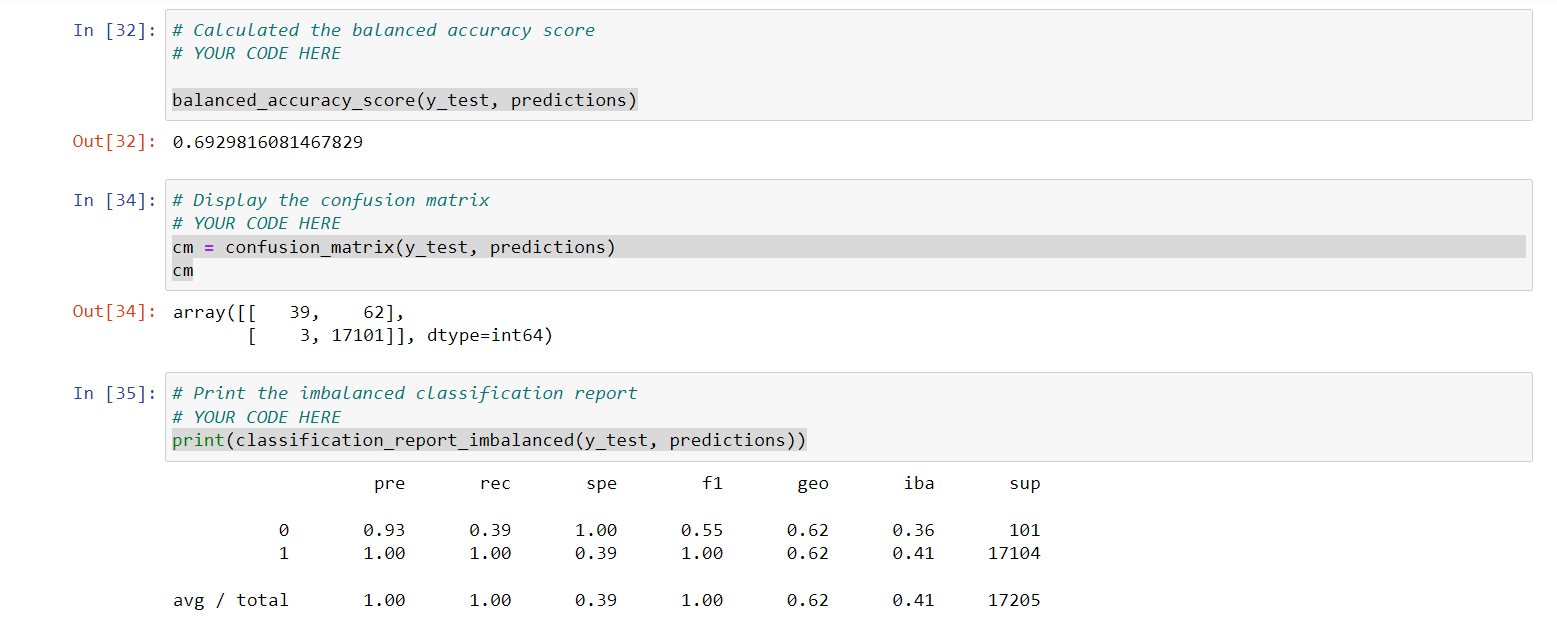 In [32]: # Calculated the balanced accuracy score
# YOUR CODE HERE
balanced_accuracy_score(y_test, predictions)
Out[32]: 0.6929816081467829
In [34]: # Display the confusion matrix
# YOUR CODE HERE
cm = confusion_matrix(y_test, predictions)
cm
Out[34]: array([[   39,    62],
       [    3, 17101]], dtype=int64)
In [35]: # Print the imbalanced classification report
# YOUR CODE HERE
print(classification_report_imbalanced(y_test, predictions))
                   pre       rec       spe        f1       geo       iba       sup
          0       0.93      0.39      1.00      0.55      0.62      0.36       101
          1       1.00      1.00      0.39      1.00      0.62      0.41     17104
avg / total       1.00      1.00      0.39      1.00      0.62      0.41     17205